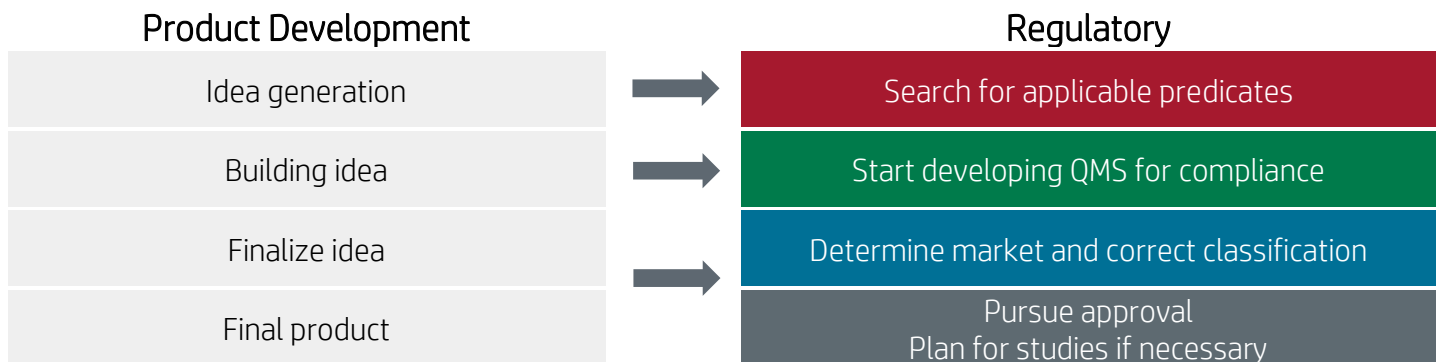 Product Development
Regulatory
Idea generation
Search for applicable predicates
Building idea
Start developing QMS for compliance
Finalize idea
Determine market and correct classification
Final product
Pursue approval
Plan for studies if necessary